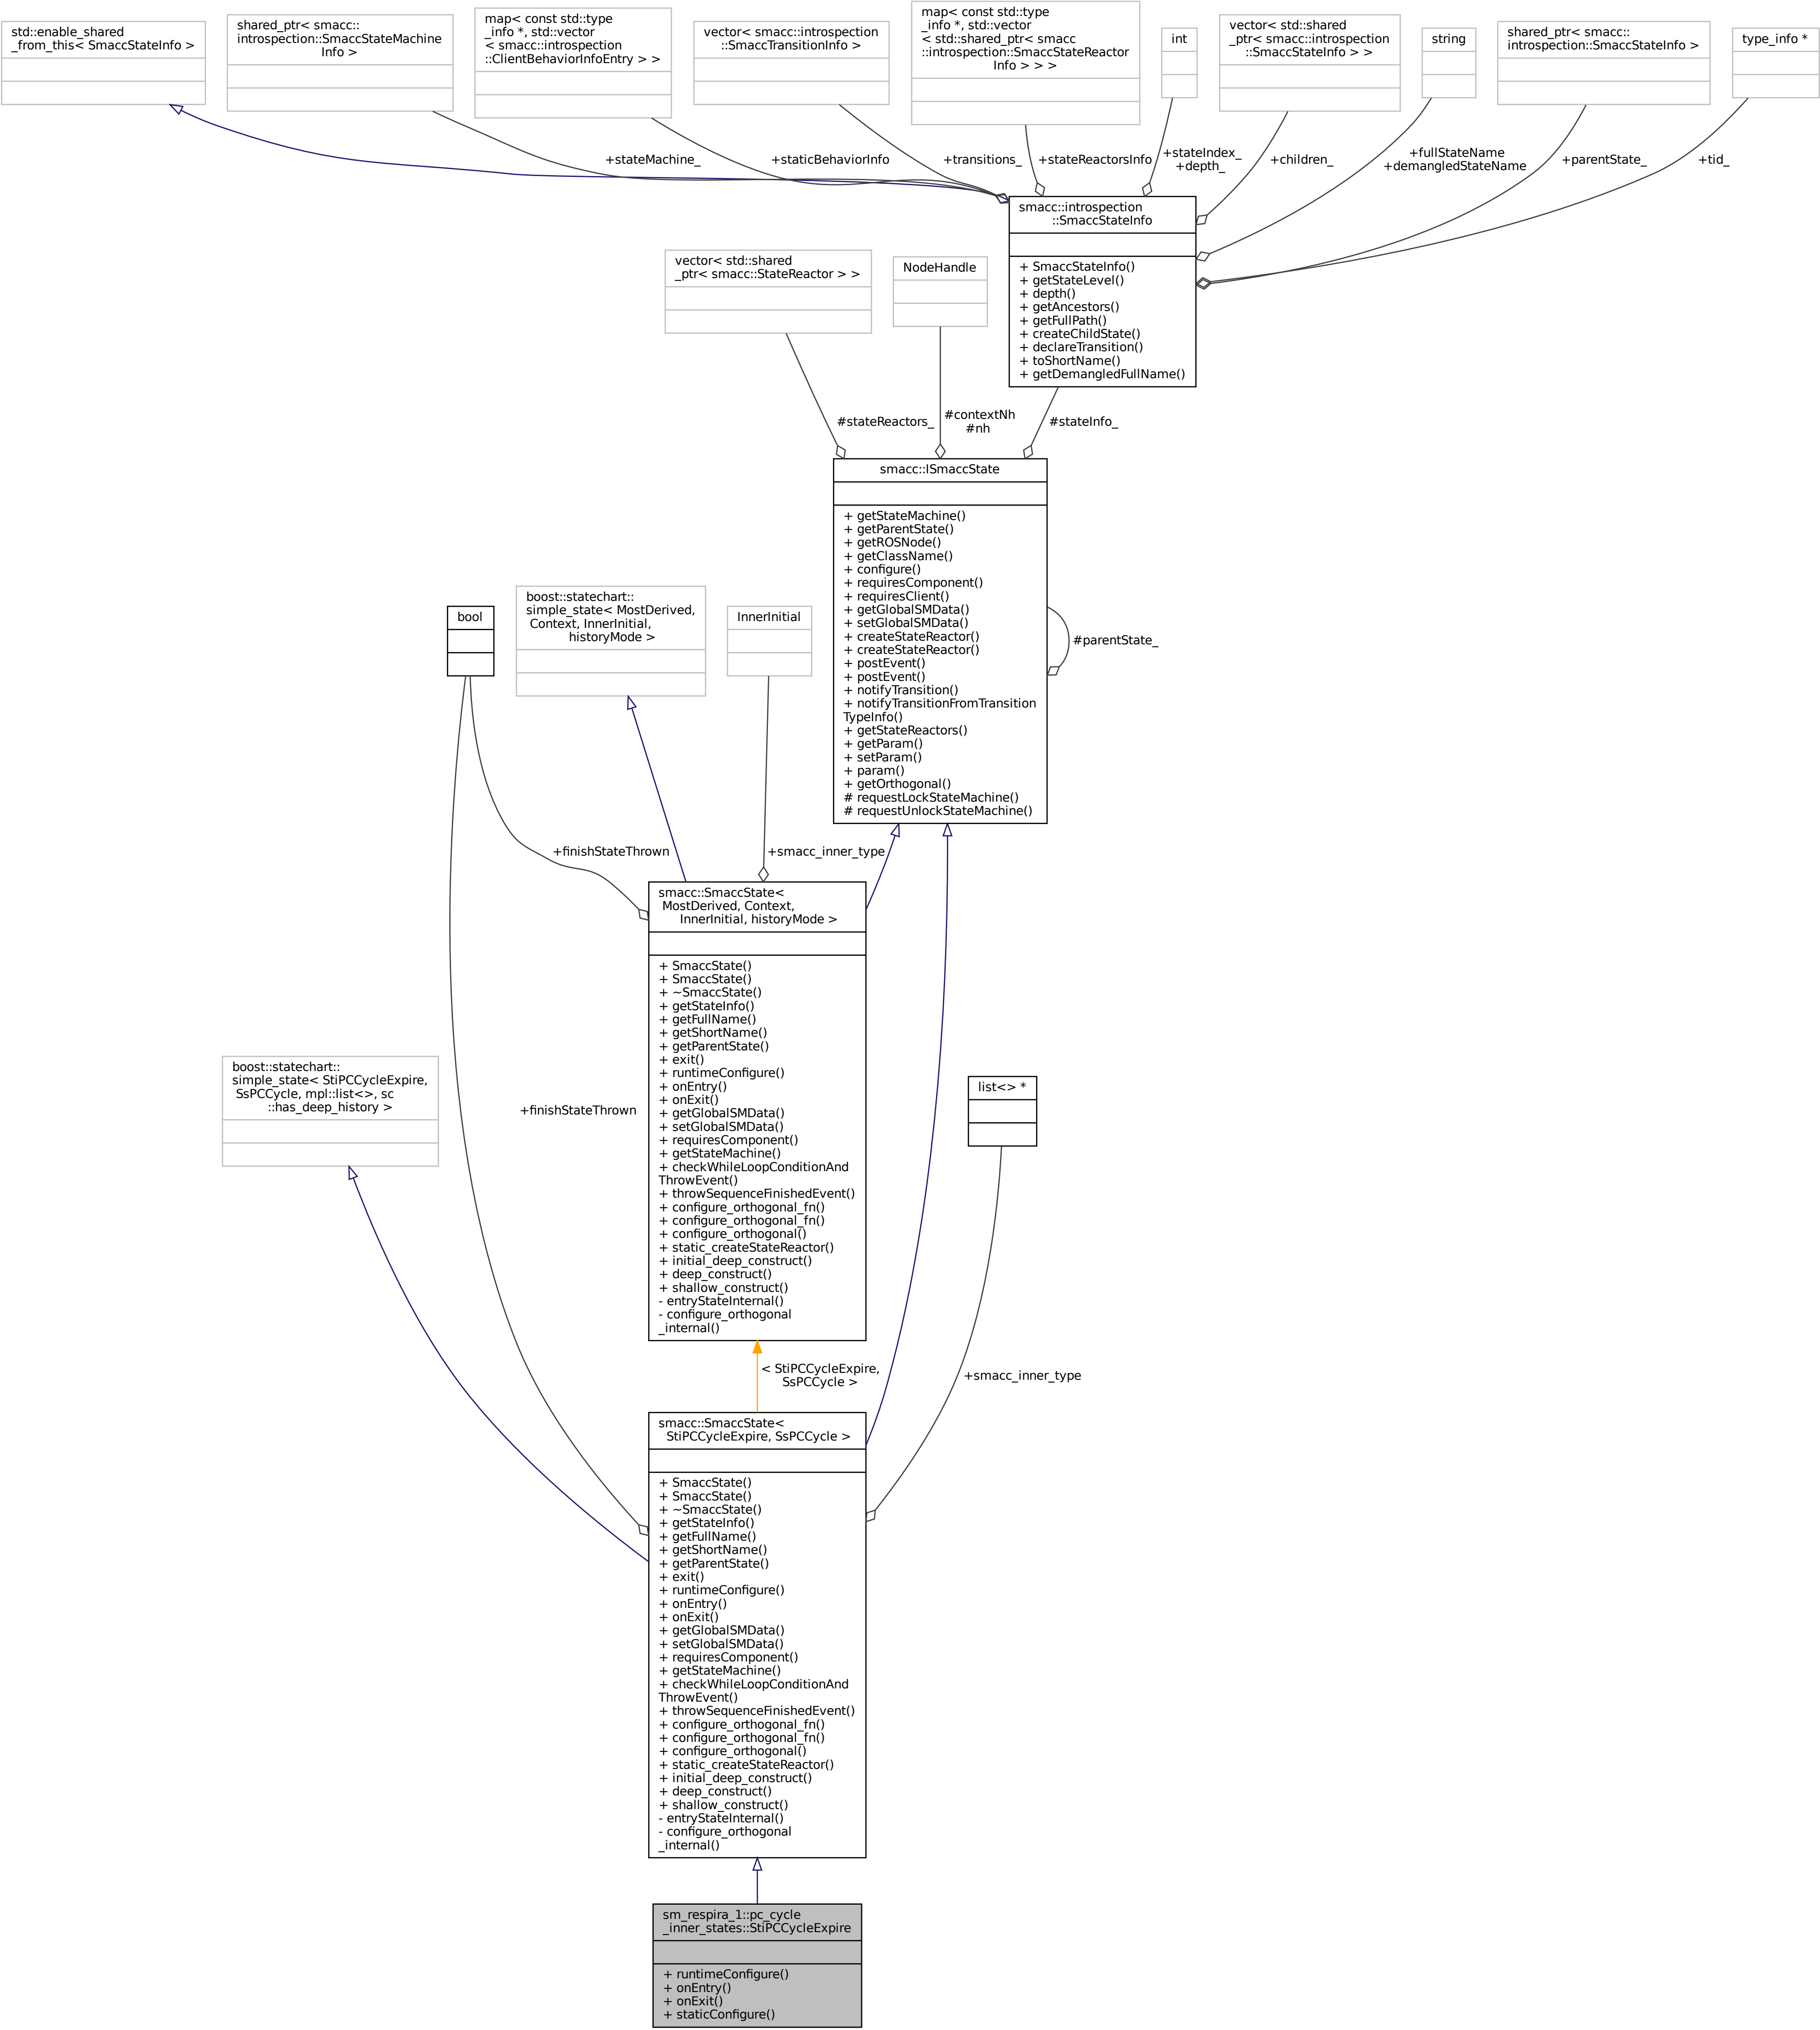 std::enable_shared
_from_this< SmaccStateInfo >
shared_ptr< smacc::
introspection::SmaccStateMachine
Info >
map< const std::type
_info *, std::vector
< smacc::introspection
::ClientBehaviorInfoEntry > >
vector< smacc::introspection
::SmaccTransitionInfo >
map< const std::type
_info *, std::vector
< std::shared_ptr< smacc
::introspection::SmaccStateReactor
Info > > >
int
vector< std::shared
_ptr< smacc::introspection
::SmaccStateInfo > >
string
shared_ptr< smacc::
introspection::SmaccStateInfo >
type_info *
+stateMachine_
+staticBehaviorInfo
+transitions_
+stateReactorsInfo
+stateIndex_
+depth_
+children_
+fullStateName
+demangledStateName
+parentState_
+tid_
smacc::introspection
::SmaccStateInfo
+ SmaccStateInfo()
+ getStateLevel()
+ depth()
+ getAncestors()
+ getFullPath()
+ createChildState()
+ declareTransition()
+ toShortName()
+ getDemangledFullName()
vector< std::shared
_ptr< smacc::StateReactor > >
NodeHandle
#stateReactors_
#contextNh
#nh
#stateInfo_
smacc::ISmaccState
+ getStateMachine()
+ getParentState()
+ getROSNode()
+ getClassName()
+ configure()
+ requiresComponent()
+ requiresClient()
+ getGlobalSMData()
+ setGlobalSMData()
+ createStateReactor()
+ createStateReactor()
+ postEvent()
+ postEvent()
+ notifyTransition()
+ notifyTransitionFromTransition
TypeInfo()
+ getStateReactors()
+ getParam()
+ setParam()
+ param()
+ getOrthogonal()
# requestLockStateMachine()
# requestUnlockStateMachine()
#parentState_
bool
boost::statechart::
simple_state< MostDerived,
Context, InnerInitial,
historyMode >
InnerInitial
+finishStateThrown
+smacc_inner_type
smacc::SmaccState<
MostDerived, Context,
InnerInitial, historyMode >
+ SmaccState()
+ SmaccState()
+ ~SmaccState()
+ getStateInfo()
+ getFullName()
+ getShortName()
+ getParentState()
+ exit()
+ runtimeConfigure()
+ onEntry()
+ onExit()
+ getGlobalSMData()
+ setGlobalSMData()
+ requiresComponent()
+ getStateMachine()
+ checkWhileLoopConditionAnd
ThrowEvent()
+ throwSequenceFinishedEvent()
+ configure_orthogonal_fn()
+ configure_orthogonal_fn()
+ configure_orthogonal()
+ static_createStateReactor()
+ initial_deep_construct()
+ deep_construct()
+ shallow_construct()
- entryStateInternal()
- configure_orthogonal
_internal()
boost::statechart::
simple_state< StiPCCycleExpire,
SsPCCycle, mpl::list<>, sc
::has_deep_history >
+finishStateThrown
list<> *
< StiPCCycleExpire,
SsPCCycle >
+smacc_inner_type
smacc::SmaccState<
StiPCCycleExpire, SsPCCycle >
+ SmaccState()
+ SmaccState()
+ ~SmaccState()
+ getStateInfo()
+ getFullName()
+ getShortName()
+ getParentState()
+ exit()
+ runtimeConfigure()
+ onEntry()
+ onExit()
+ getGlobalSMData()
+ setGlobalSMData()
+ requiresComponent()
+ getStateMachine()
+ checkWhileLoopConditionAnd
ThrowEvent()
+ throwSequenceFinishedEvent()
+ configure_orthogonal_fn()
+ configure_orthogonal_fn()
+ configure_orthogonal()
+ static_createStateReactor()
+ initial_deep_construct()
+ deep_construct()
+ shallow_construct()
- entryStateInternal()
- configure_orthogonal
_internal()
sm_respira_1::pc_cycle
_inner_states::StiPCCycleExpire
+ runtimeConfigure()
+ onEntry()
+ onExit()
+ staticConfigure()